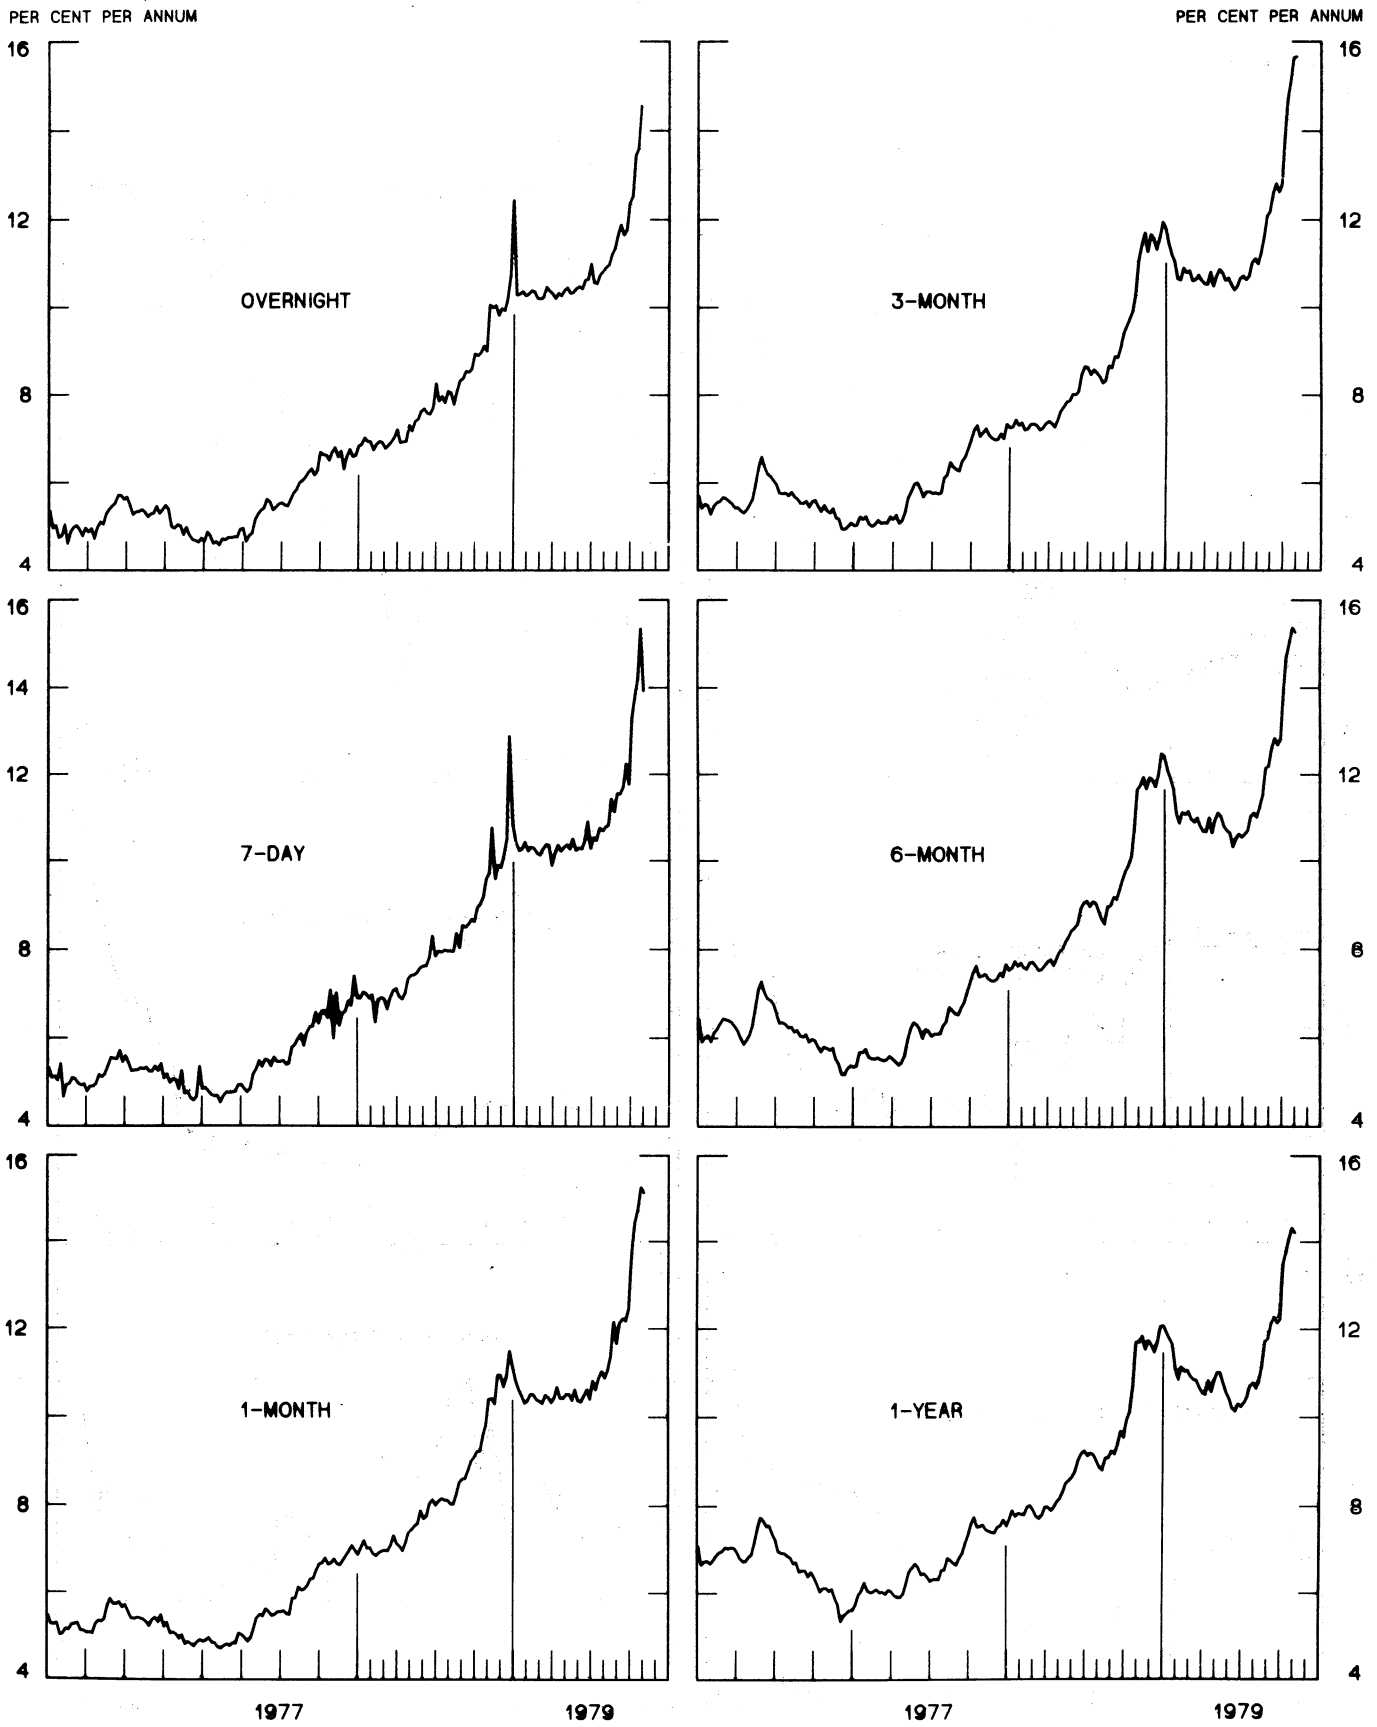 PER CENT PER ANNUM PER CENT PER ANNUM
16 16
12 12
OVERNIGHT 3-MONTH
8 8
4 4
16 16
14
12 12
7-DAY 6-MONTH
8 8
4 4
16 16
12 12
1-MONTH 1-YEAR
8 8
4 4
1977 1979 1977 1979